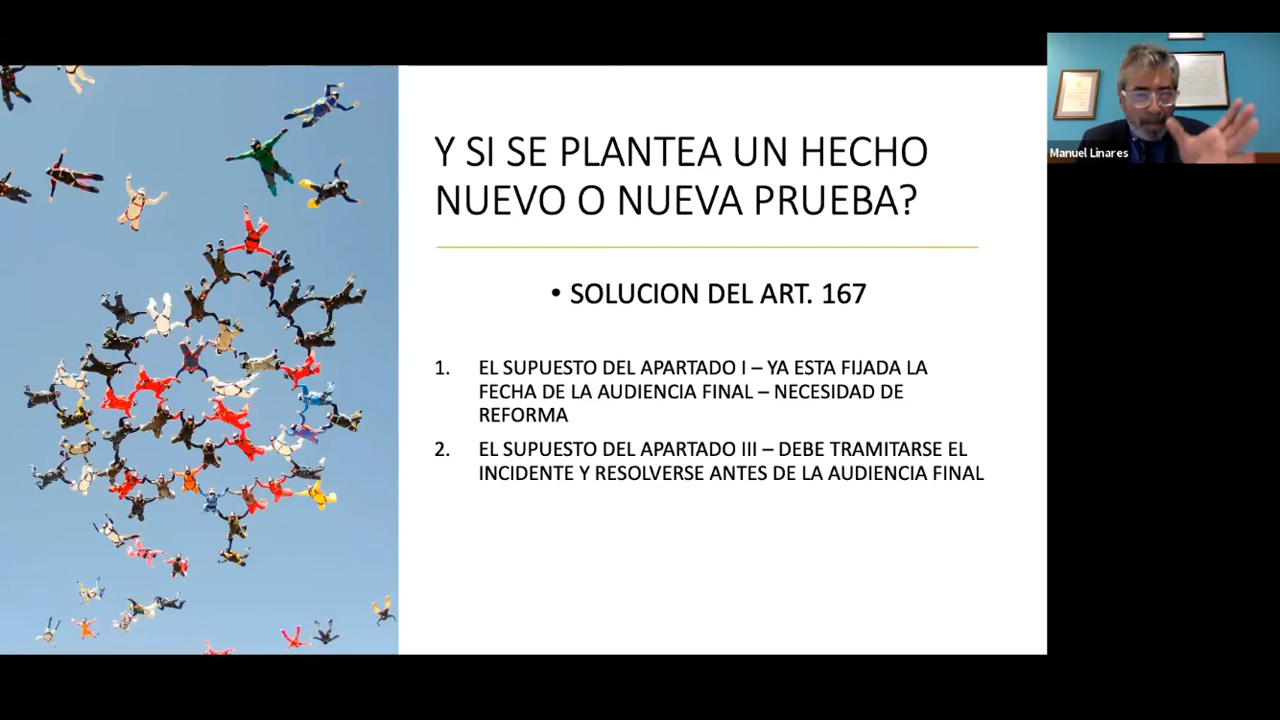 Y SI SE PLANTEA UN HECHO
NUEVO O NUEVA PRUEBA?
• SOLUCION DEL ART. 167
1. EL SUPUESTO DEL APARTADO I – YA ESTA FIJADA LA
FECHA DE LA AUDIENCIA FINAL – NECESIDAD DE
REFORMA
2. EL SUPUESTO DEL APARTADO III – DEBE TRAMITARSE EL
INCIDENTE Y RESOLVERSE ANTES DE LA AUDIENCIA FINAL
Manuel Linares